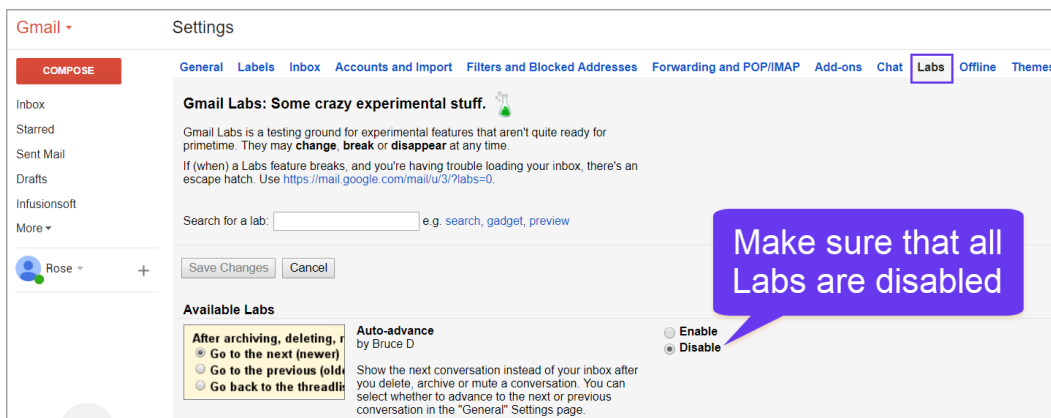 Gmail
Settings
COMPOSE
General Labels Inbox Accounts and Import Filters and Blocked Addresses Forwarding and POP/IMAP Add-ons Chat Labs Offline Themes
Inbox
Starred
Sent Mail
Drafts
Infusionsoft
More
Rose
+
Gmail Labs: Some crazy experimental stuff.
Gmail Labs is a testing ground for experimental features that aren't quite ready for
primetime. They may change, break or disappear at any time.
If (when) a Labs feature breaks, and you're having trouble loading your inbox, there's an
escape hatch. Use https://mail.google.com/mail/u/3/?labs=0.
Search for a lab: e.g. search, gadget, preview
Save Changes Cancel
Make sure that all
Labs are disabled
Available Labs
After archiving, deleting, r
Go to the next (newer)
Go to the previous (olde
Go back to the threadlis
Auto-advance
by Bruce D
Show the next conversation instead of your inbox after
you delete, archive or mute a conversation. You can
select whether to advance to the next or previous
conversation in the "General" Settings page.
Enable
Disable